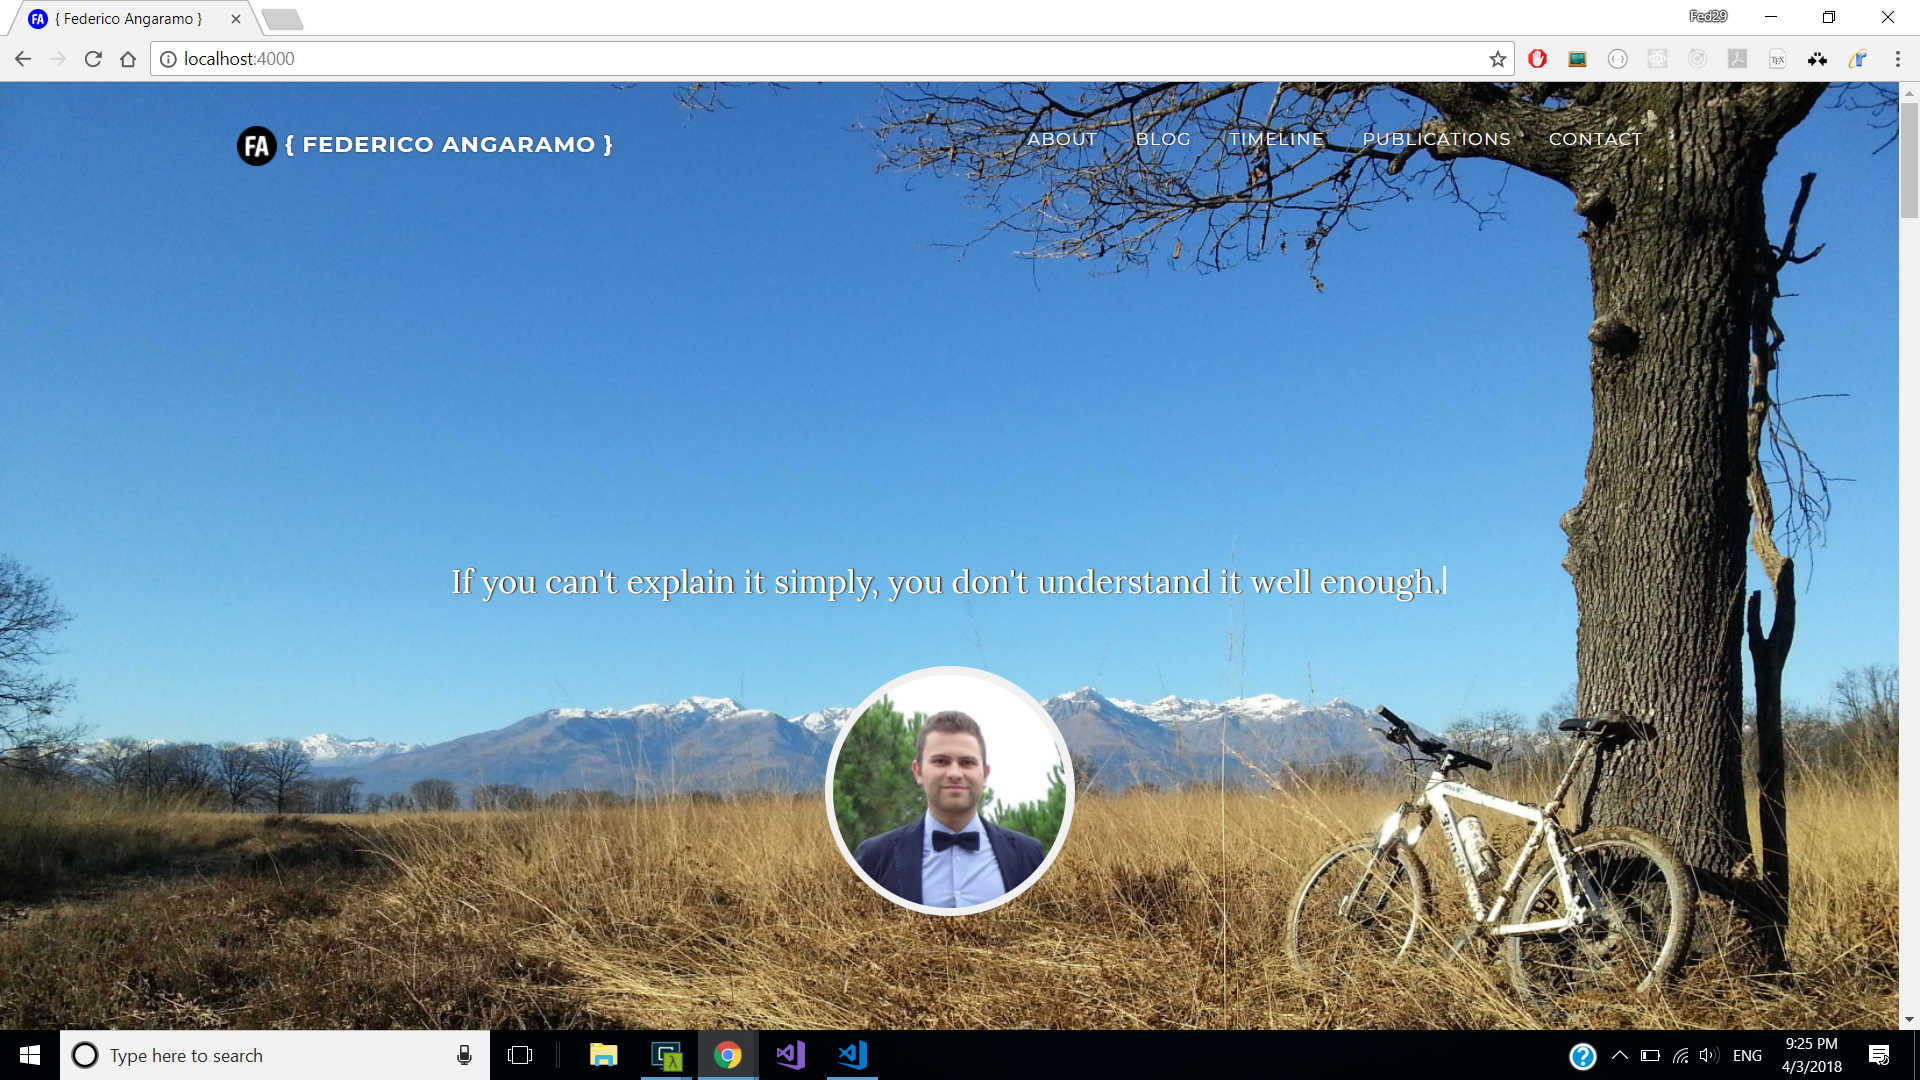 FA { Federico Angaramo }
Fed29
localhost:4000
FA { FEDERICO ANGARAMO }
ABOUT BLOG TIMELINE PUBLICATIONS CONTACT
If you can't explain it simply, you don't understand it well enough.
Type here to search
ENG
9:25 PM
4/3/2018